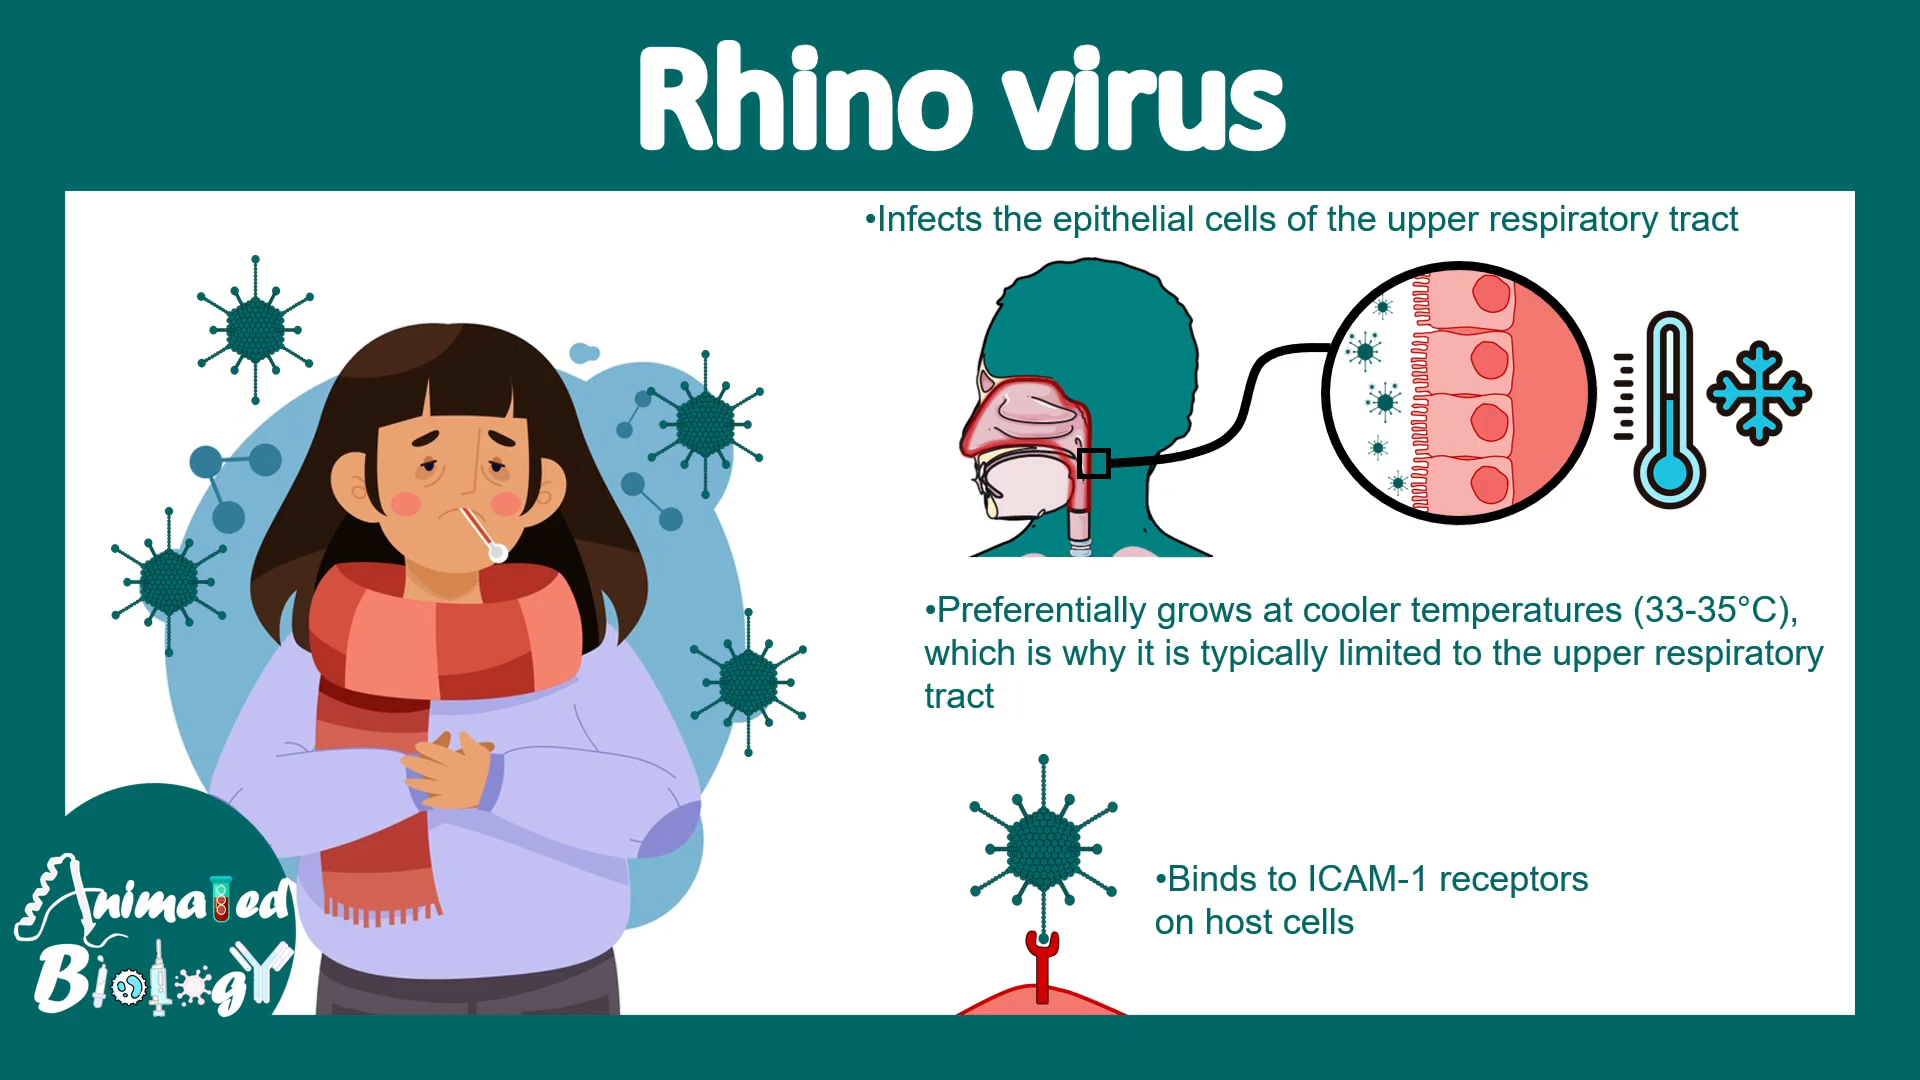 Rhino virus
•Infects the epithelial cells of the upper respiratory tract
•Preferentially grows at cooler temperatures (33-35°C),
which is why it is typically limited to the upper respiratory
tract
•Binds to ICAM-1 receptors
on host cells
Animated
Biology